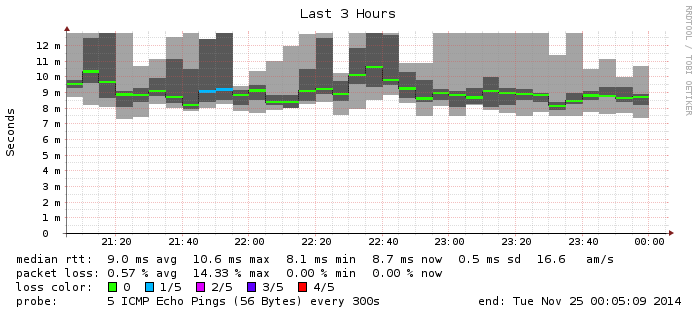 Last 3 Hours
RRDTOOL / TOBI OETIKER
Seconds
12 m
11 m
10 m
9 m
8 m
7 m
6 m
5 m
4 m
3 m
2 m
1 m
0
21:20 21:40 22:00 22:20 22:40 23:00 23:20 23:40 00:00
median rtt: 9.0 ms avg 10.6 ms max 8.1 ms min 8.7 ms now 0.5 ms sd 16.6 am/s
packet loss: 0.57 % avg 14.33 % max 0.00 % min 0.00 % now
loss color: 0 1/5 2/5 3/5 4/5
probe: 5 ICMP Echo Pings (56 Bytes) every 300s end: Tue Nov 25 00:05:09 2014